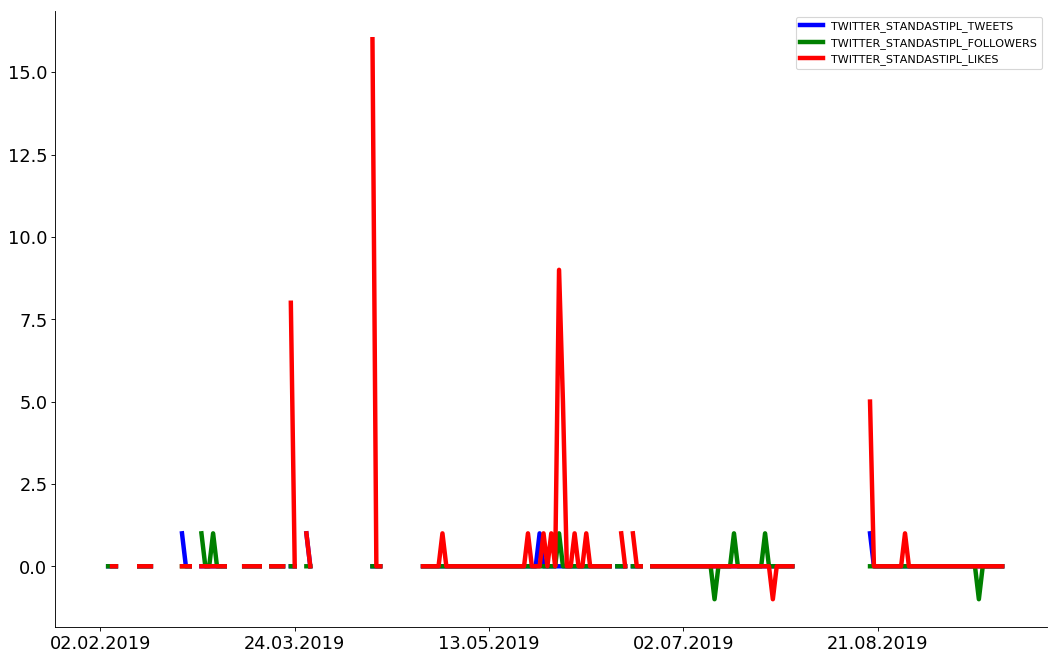 TWITTER_STANDASTIPL_TWEETS
TWITTER_STANDASTIPL_FOLLOWERS
TWITTER_STANDASTIPL_LIKES
15.0
12.5
10.0
7.5
5.0
2.5
0.0
02.02.2019 24.03.2019 13.05.2019 02.07.2019 21.08.2019